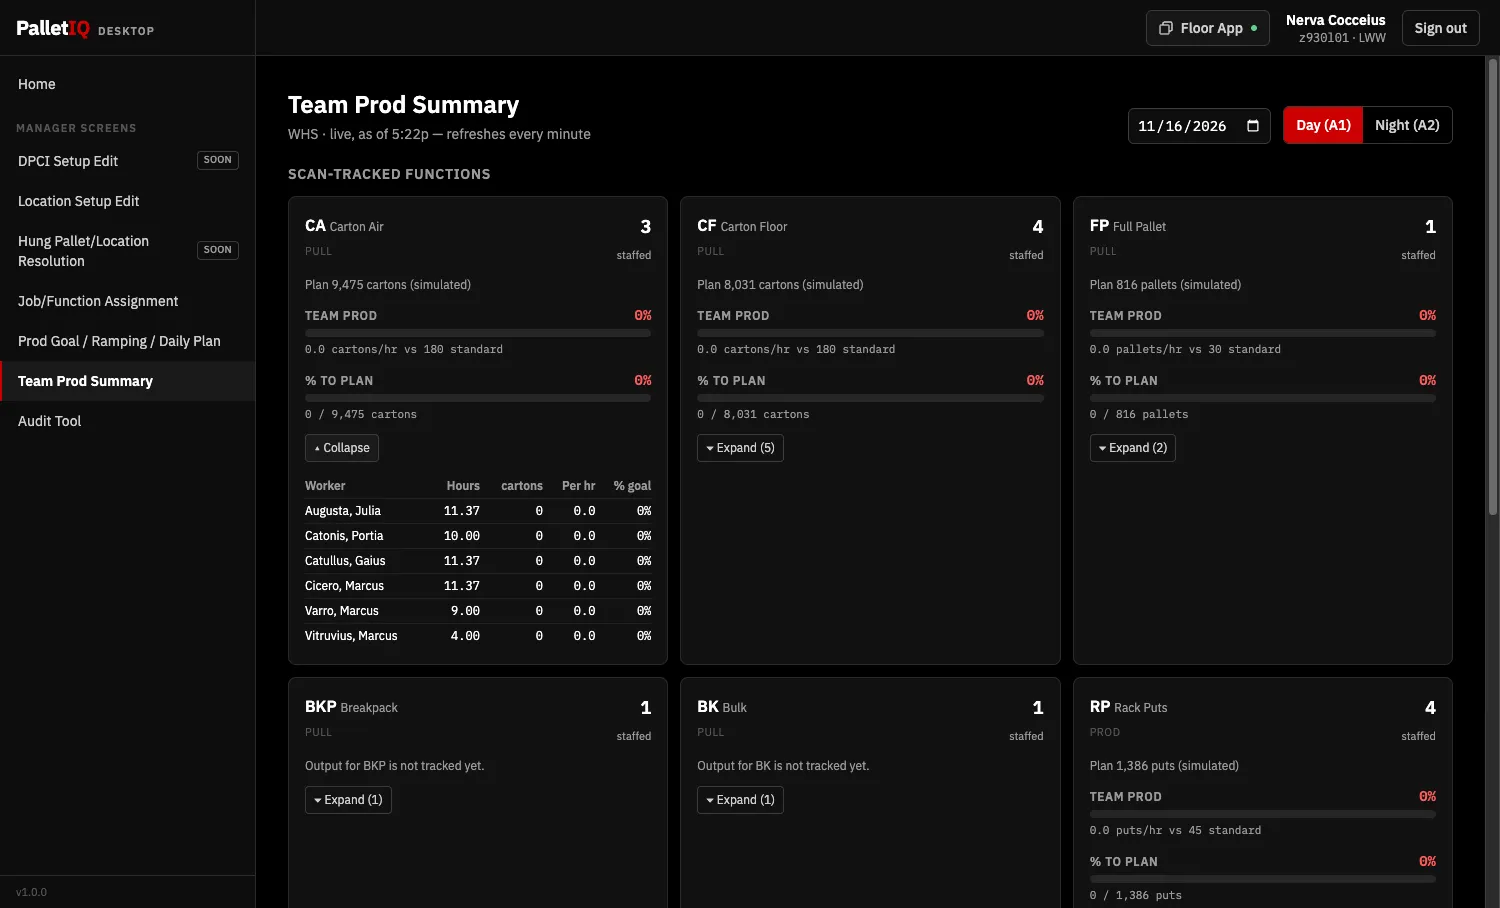 PalletIQ DESKTOP
Floor App
Nerva Cocceius
z930l01 · LWW
Sign out
Home
MANAGER SCREENS
DPCI Setup Edit
SOON
Location Setup Edit
Hung Pallet/Location
Resolution
SOON
Job/Function Assignment
Prod Goal / Ramping / Daily Plan
Team Prod Summary
Audit Tool
v1.0.0
Team Prod Summary
WHS · live, as of 5:22p — refreshes every minute
11/16/2026
Day (A1)
Night (A2)
SCAN-TRACKED FUNCTIONS
CA Carton Air
3
PULL
staffed
Plan 9,475 cartons (simulated)
TEAM PROD 0%
0.0 cartons/hr vs 180 standard
% TO PLAN 0%
0 / 9,475 cartons
Collapse
Worker Hours cartons Per hr % goal
Augusta, Julia 11.37 0 0.0 0%
Catonis, Portia 10.00 0 0.0 0%
Catullus, Gaius 11.37 0 0.0 0%
Cicero, Marcus 11.37 0 0.0 0%
Varro, Marcus 9.00 0 0.0 0%
Vitruvius, Marcus 4.00 0 0.0 0%
CF Carton Floor
4
PULL
staffed
Plan 8,031 cartons (simulated)
TEAM PROD 0%
0.0 cartons/hr vs 180 standard
% TO PLAN 0%
0 / 8,031 cartons
Expand (5)
FP Full Pallet
1
PULL
staffed
Plan 816 pallets (simulated)
TEAM PROD 0%
0.0 pallets/hr vs 30 standard
% TO PLAN 0%
0 / 816 pallets
Expand (2)
BKP Breakpack
1
PULL
staffed
Output for BKP is not tracked yet.
Expand (1)
BK Bulk
1
PULL
staffed
Output for BK is not tracked yet.
Expand (1)
RP Rack Puts
4
PROD
staffed
Plan 1,386 puts (simulated)
TEAM PROD 0%
0.0 puts/hr vs 45 standard
% TO PLAN 0%
0 / 1,386 puts